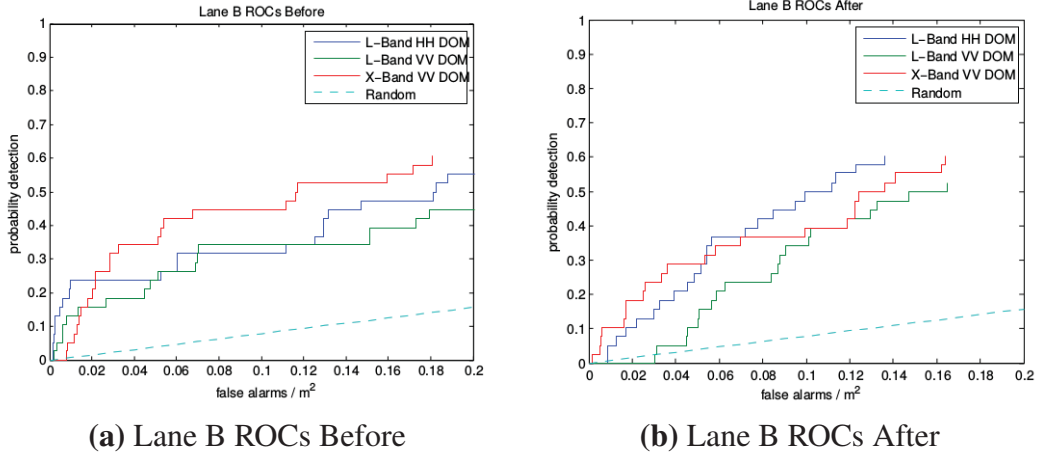 Lane B ROCs Before
L-Band HH DOM
L-Band VV DOM
X-Band VV DOM
Random
1
0.9
0.8
0.7
0.6
0.5
0.4
0.3
0.2
0.1
0
probability detection
0 0.02 0.04 0.06 0.08 0.1 0.12 0.14 0.16 0.18 0.2
false alarms / m²
(a) Lane B ROCs Before
Lane B ROCs After
L-Band HH DOM
L-Band VV DOM
X-Band VV DOM
Random
1
0.9
0.8
0.7
0.6
0.5
0.4
0.3
0.2
0.1
0
probability detection
0 0.02 0.04 0.06 0.08 0.1 0.12 0.14 0.16 0.18 0.2
false alarms / m²
(b) Lane B ROCs After